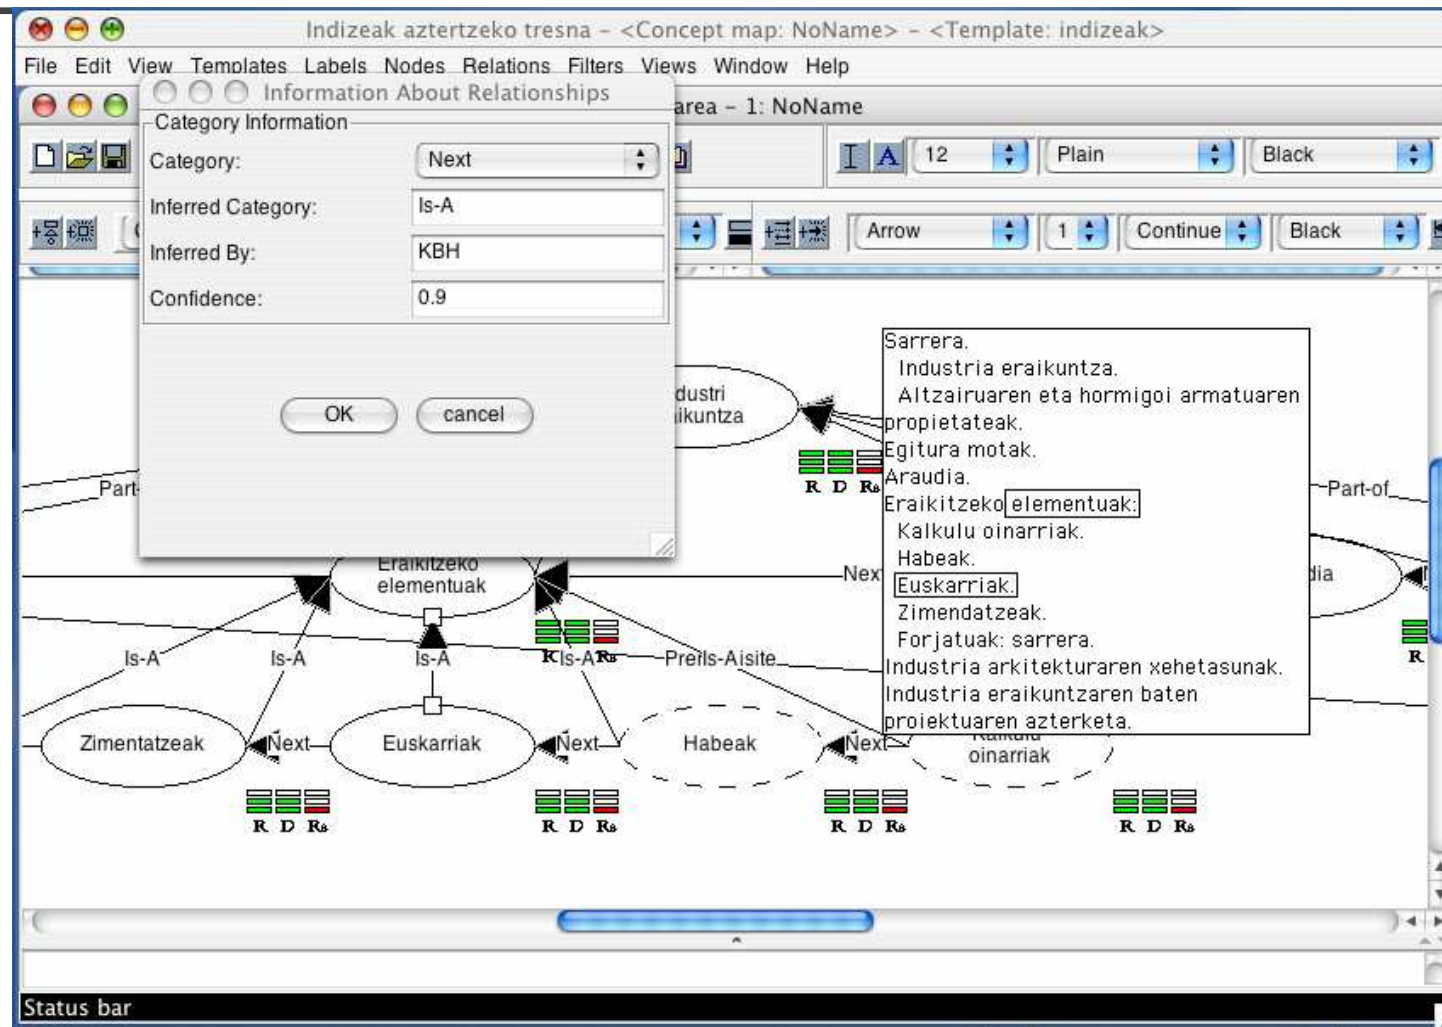 Indizeak aztertzeko tresna – <Concept map: NoName> – <Template: indizeak>
File Edit View Templates Labels Nodes Relations Filters Views Window Help
Information About Relationships
area – 1: NoName
Category Information
Category: Next
Inferred Category: Is-A
Inferred By: KBH
Confidence: 0.9
OK cancel
12 Plain Black
Arrow 1 Continue Black
Sarrera.
Industria eraikuntza.
Altzairuaren eta hormigoi armatuaren
propietateak.
Egitura motak.
Araudia.
Eraikitzeko elementuak:
Kalkulu oinarriak.
Habeak.
Euskarriak.
Zimendatzeak.
Forjatuak: sarrera.
Industria arkitekturaren xehetasunak.
Industria eraikuntzaren baten
proiektuaren azterketa.
dustri
ikuntza
R D Rs
Part-
Part-of
Eraikitzeko
elementuak
Nex
dia
R
Is-A Is-A Is-A Is-A
R Rs
Zimentatzeak Next Euskarriak Next Habeak Next Kalkulu
oinarriak
R D Rs R D Rs R D Rs R D Rs
Status bar